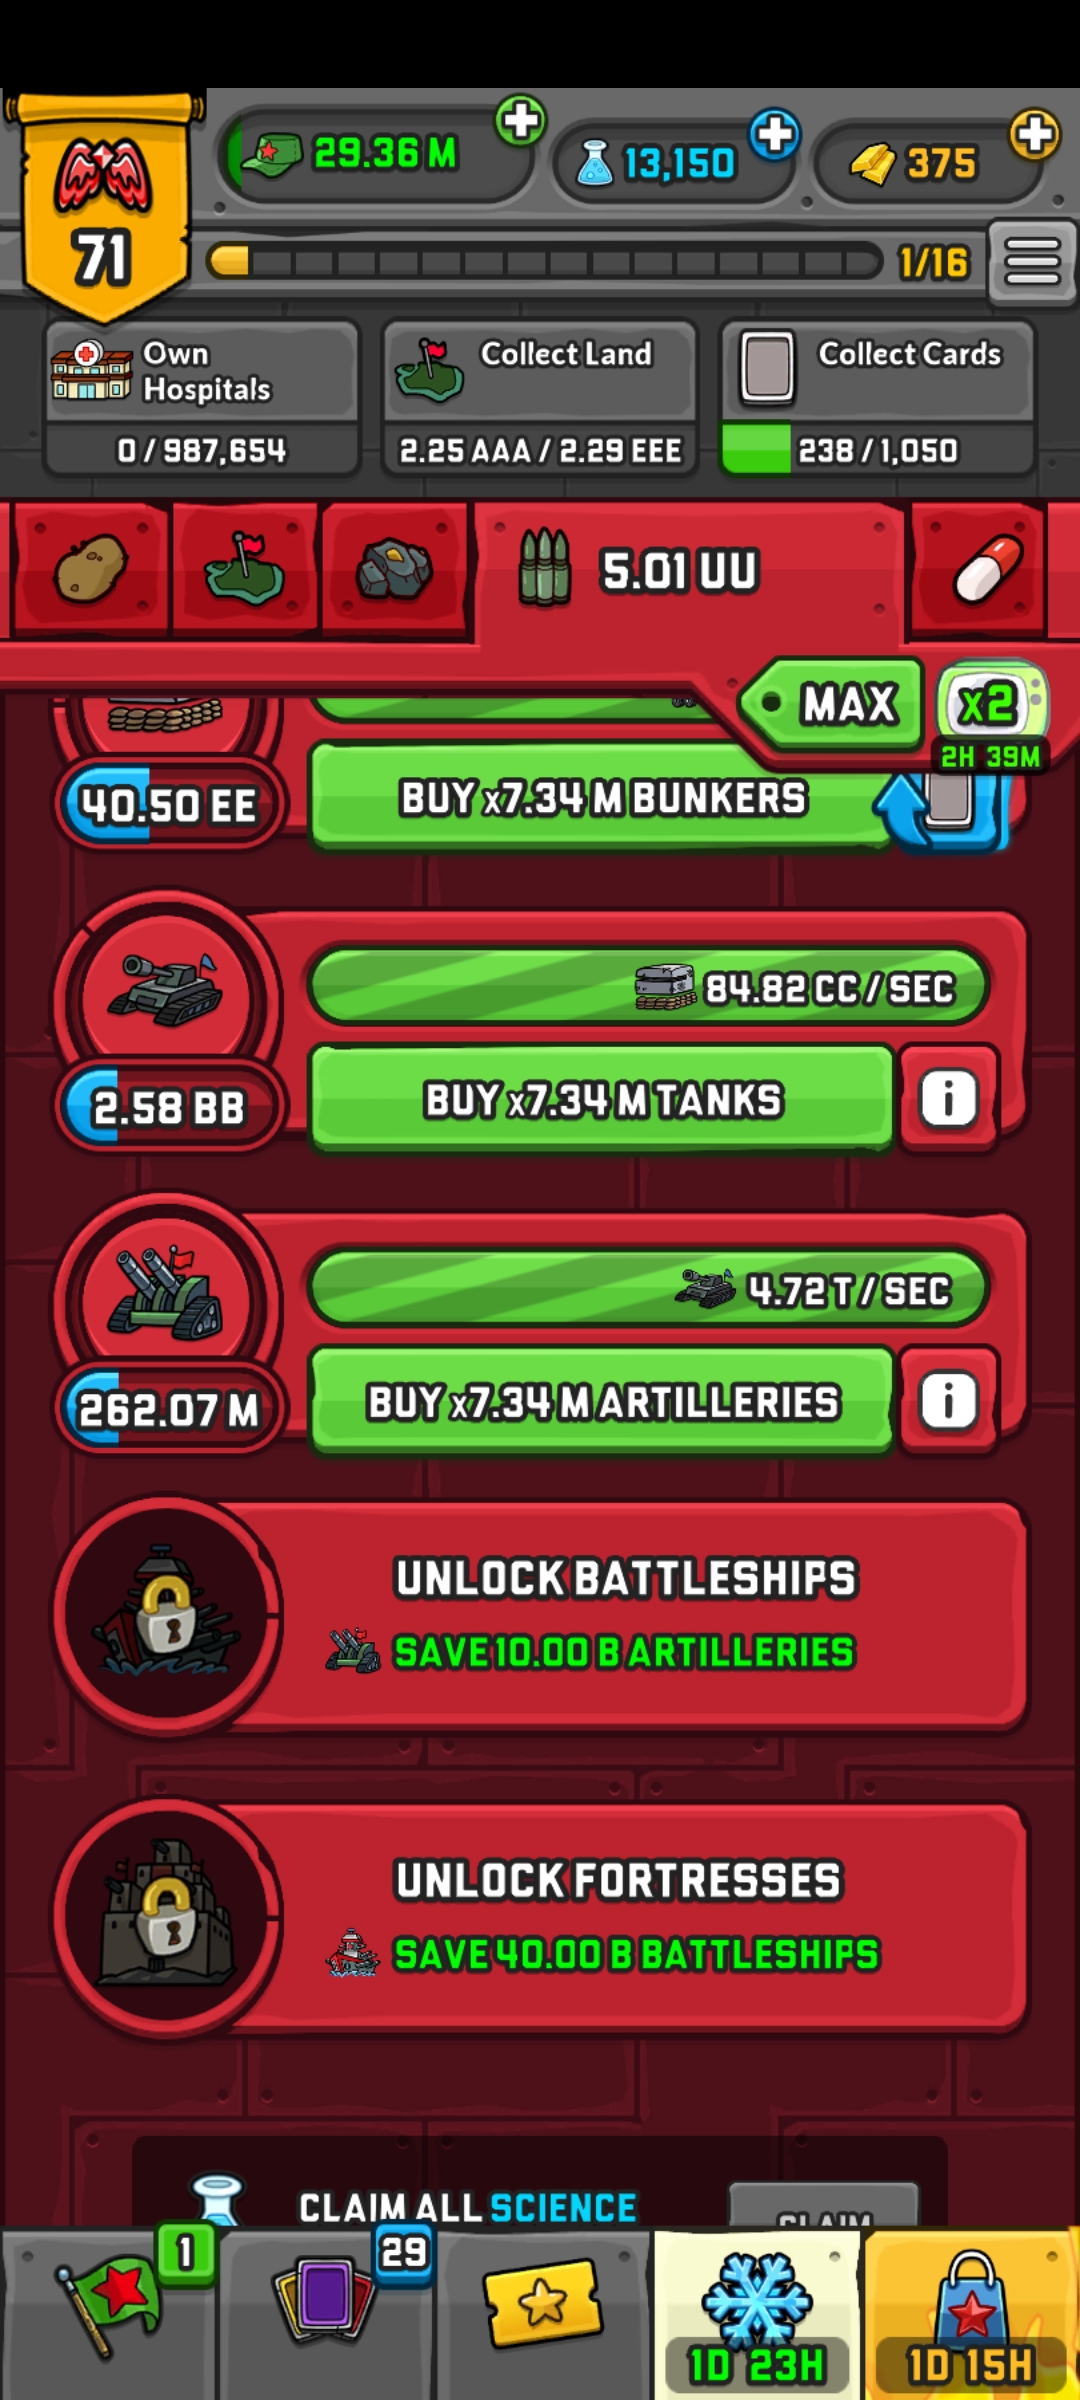 29.36 M
13,150
375
71
1/16
Own
Hospitals
0 / 987,654
Collect Land
2.25 AAA / 2.29 EEE
Collect Cards
238 / 1,050
5.01 UU
MAX
x2
2H 39M
40.50 EE
BUY x7.34 M BUNKERS
84.82 CC / SEC
2.58 BB
BUY x7.34 M TANKS
i
4.72 T / SEC
262.07 M
BUY x7.34 M ARTILLERIES
i
UNLOCK BATTLESHIPS
SAVE 10.00 B ARTILLERIES
UNLOCK FORTRESSES
SAVE 40.00 B BATTLESHIPS
CLAIM ALL SCIENCE
CLAIM
1
29
1D 23H
1D 15H